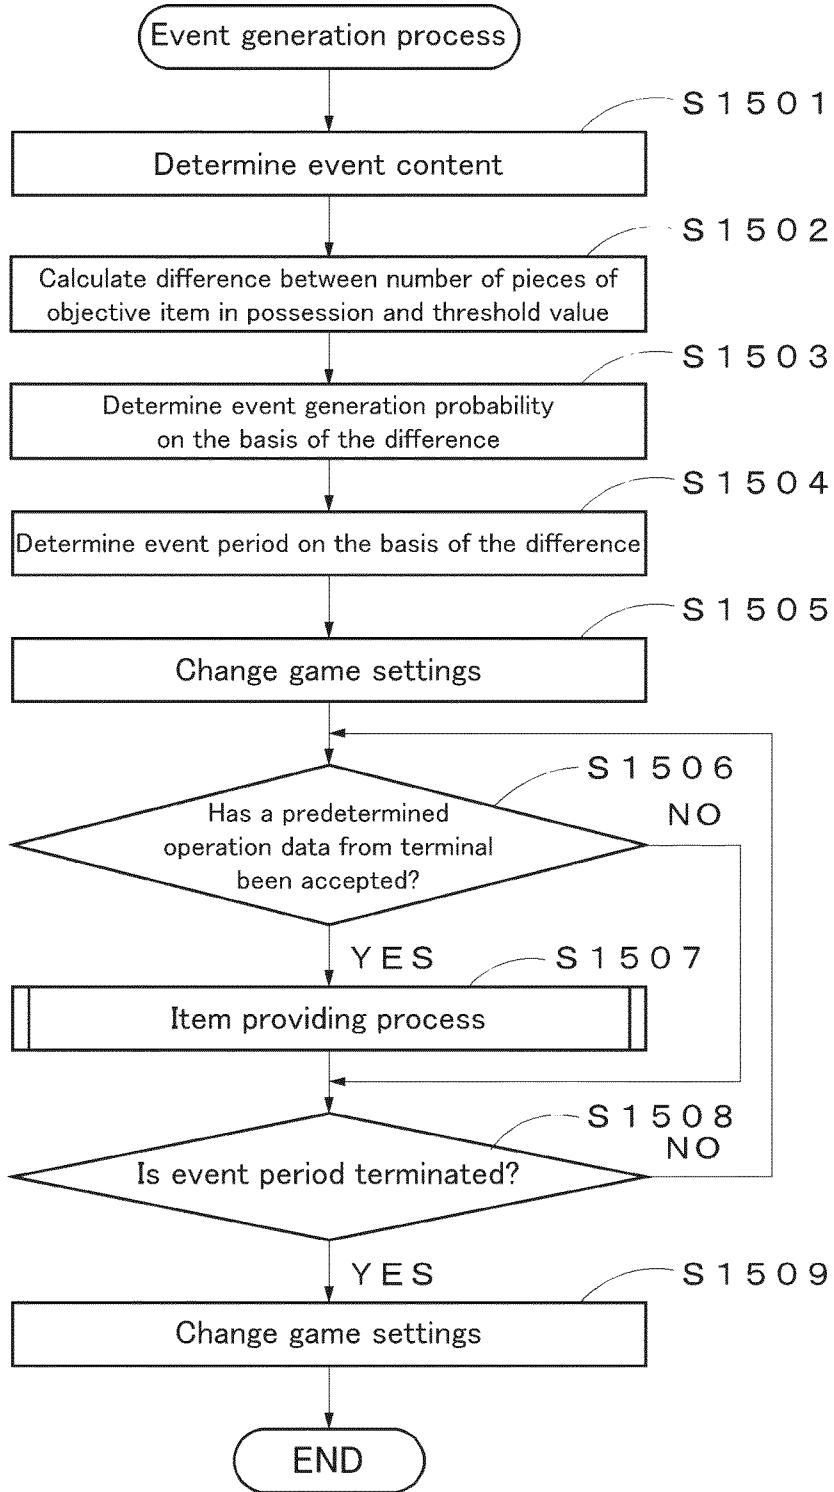 Event generation process
S1501
Determine event content
S1502
Calculate difference between number of pieces of
objective item in possession and threshold value
S1503
Determine event generation probability
on the basis of the difference
S1504
Determine event period on the basis of the difference
S1505
Change game settings
S1506
Has a predetermined
operation data from terminal
been accepted?
NO
YES
S1507
Item providing process
S1508
Is event period terminated?
NO
YES
S1509
Change game settings
END